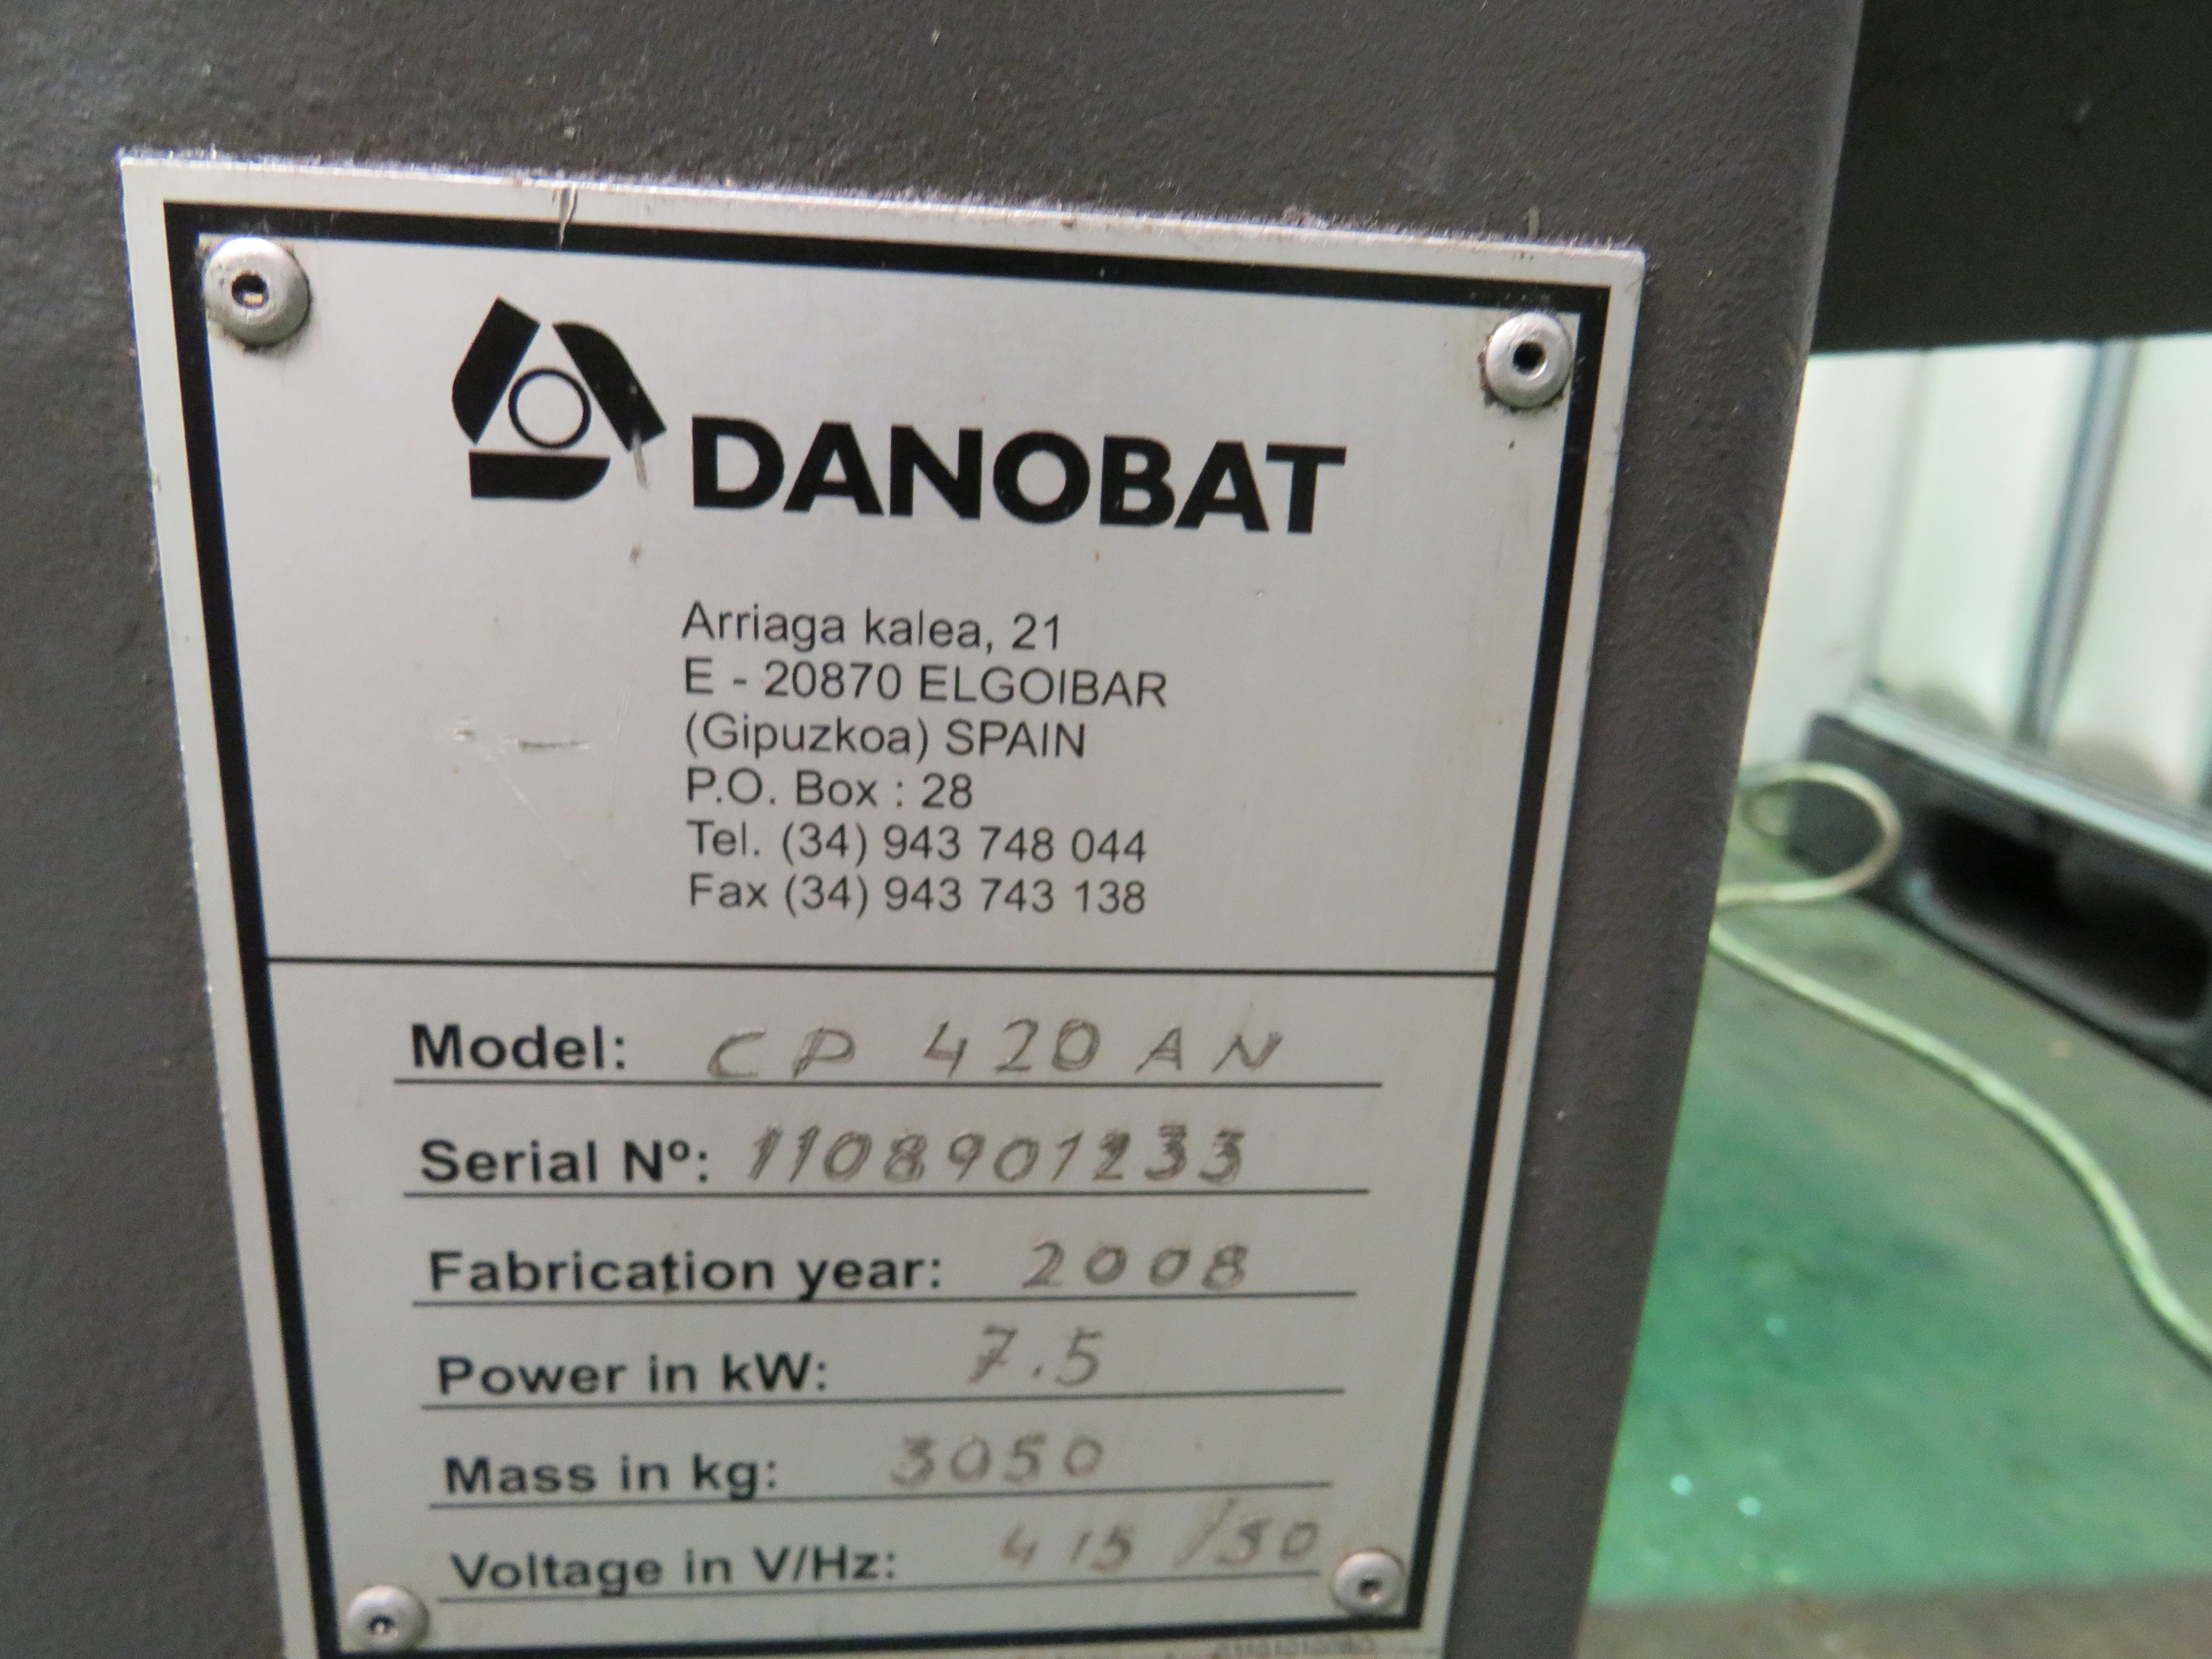 DANOBAT
Arriaga kalea, 21
E - 20870 ELGOIBAR
(Gipuzkoa) SPAIN
P.O. Box : 28
Tel. (34) 943 748 044
Fax (34) 943 743 138
Model: CP 420 AN
Serial Nº: 1108901233
Fabrication year: 2008
Power in kW: 7.5
Mass in kg: 3050
Voltage in V/Hz: 415 /50